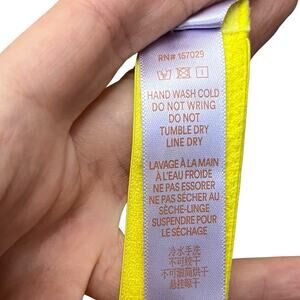 RN# 157029
HAND WASH COLD
DO NOT WRING
DO NOT
TUMBLE DRY
LINE DRY
LAVAGE À LA MAIN
À L'EAU FROIDE
NE PAS ESSORER
NE PAS SÉCHER AU
SÈCHE-LINGE
SUSPENDRE POUR
LE SÉCHAGE
冷水手洗
不可绞干
不可翻筒烘干
悬挂晾干